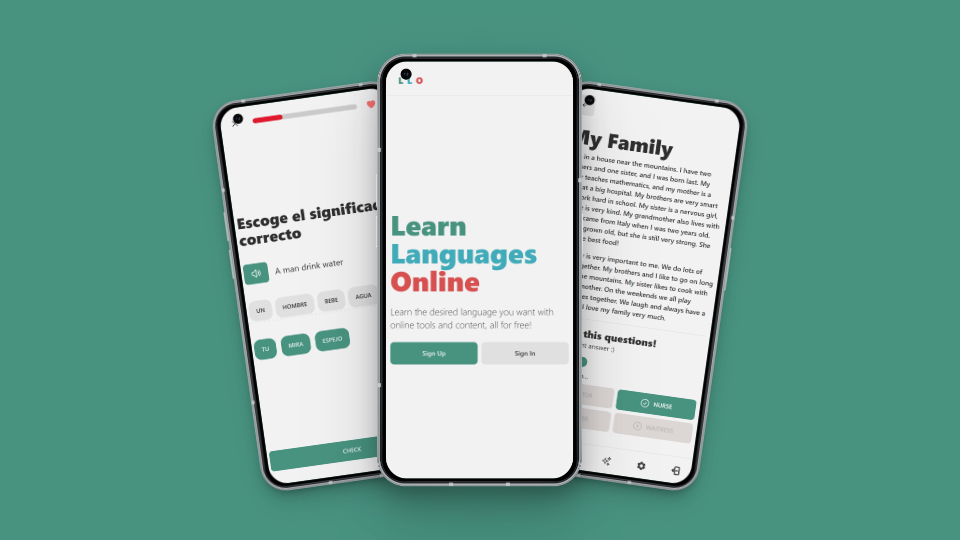 Escoge el significad
correcto
A man drink water
UN HOMBRE BEBE AGUA
TU MIRA ESPEJO
CHECK
L L O
Learn
Languages
Online
Learn the desired language you want with
online tools and content, all for free!
Sign Up Sign In
My Family
in a house near the mountains. I have two
ers and one sister, and I was born last. My
teaches mathematics, and my mother is a
at a big hospital. My brothers are very smart
ork hard in school. My sister is a nervous girl,
is very kind. My grandmother also lives with
came from Italy when I was two years old.
grown old, but she is still very strong. She
e best food!
is very important to me. We do lots of
gether. My brothers and I like to go on long
e mountains. My sister likes to cook with
mother. On the weekends we all play
es together. We laugh and always have a
I love my family very much.
this questions!
answer :)
NURSE
WAITRESS